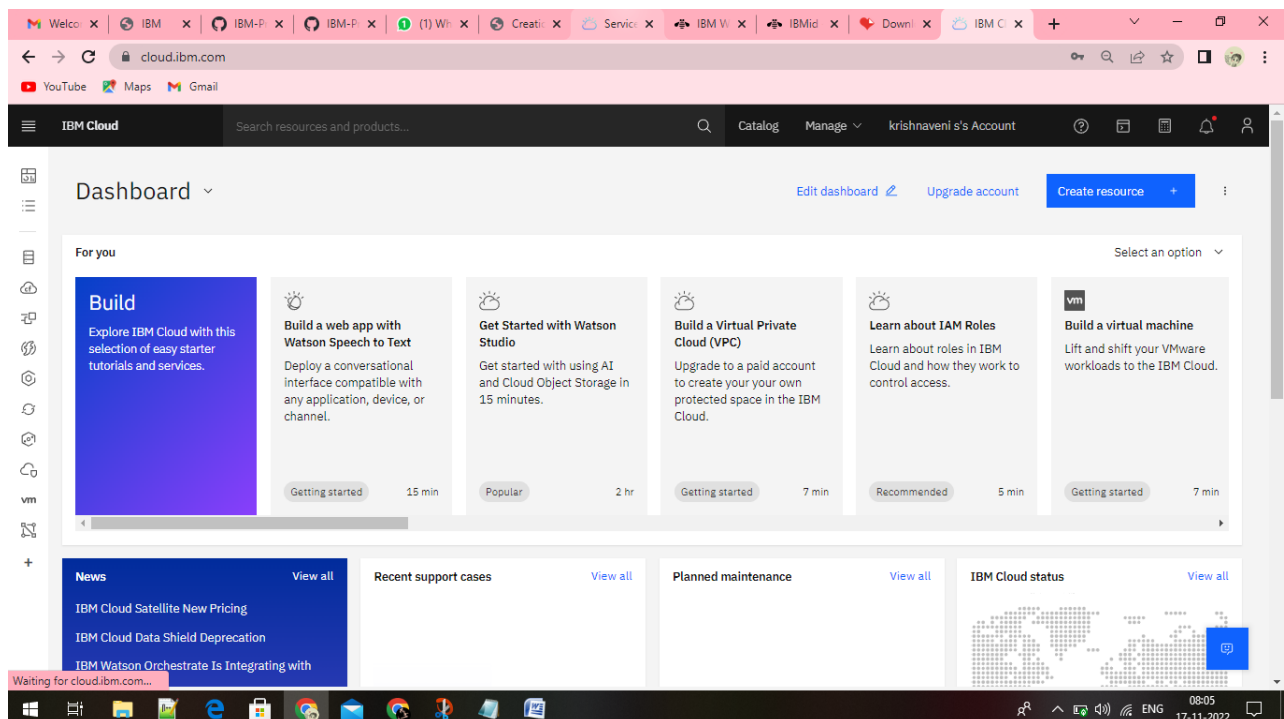 Welco
IBM
IBM-P
IBM-P
(1) Wh
Creatio
Service
IBM W
IBMid
Downl
IBM C
cloud.ibm.com
YouTube
Maps
Gmail
IBM Cloud
Search resources and products...
Catalog
Manage
krishnaveni s's Account
Dashboard
Edit dashboard
Upgrade account
Create resource +
For you
Select an option
Build
Explore IBM Cloud with this
selection of easy starter
tutorials and services.
Build a web app with
Watson Speech to Text
Deploy a conversational
interface compatible with
any application, device, or
channel.
Getting started
15 min
Get Started with Watson
Studio
Get started with using AI
and Cloud Object Storage in
15 minutes.
Popular
2 hr
Build a Virtual Private
Cloud (VPC)
Upgrade to a paid account
to create your your own
protected space in the IBM
Cloud.
Getting started
7 min
Learn about IAM Roles
Learn about roles in IBM
Cloud and how they work to
control access.
Recommended
5 min
vm
Build a virtual machine
Lift and shift your VMware
workloads to the IBM Cloud.
Getting started
7 min
vm
News
View all
IBM Cloud Satellite New Pricing
IBM Cloud Data Shield Deprecation
IBM Watson Orchestrate Is Integrating with
Recent support cases
View all
Planned maintenance
View all
IBM Cloud status
View all
Waiting for cloud.ibm.com...
ENG
08:05
17-11-2022